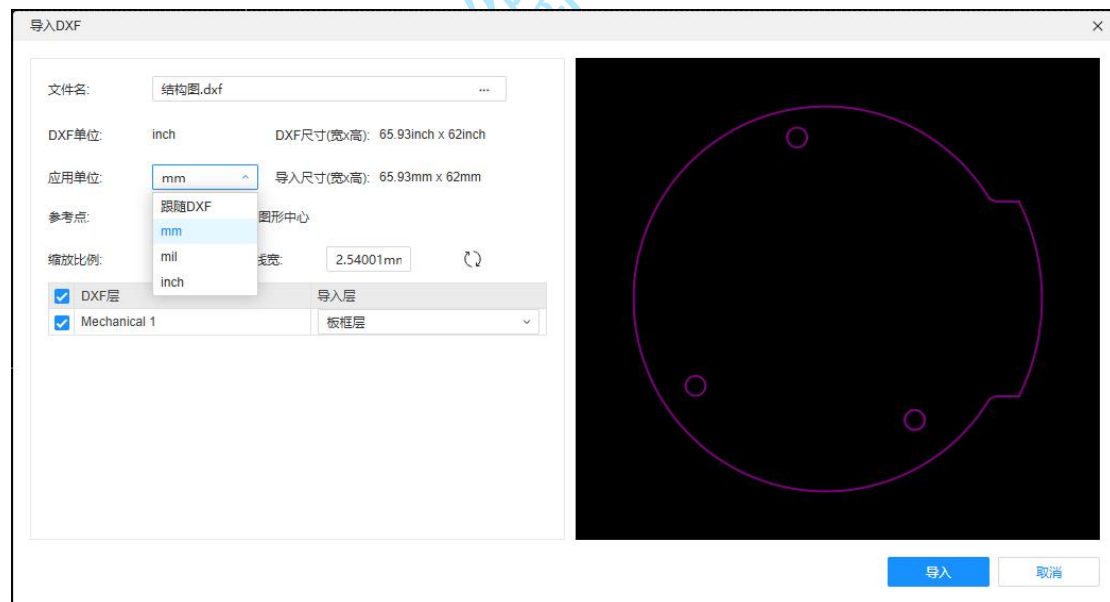 导入DXF
文件名: 结构图.dxf ...
DXF单位: inch DXF尺寸(宽x高): 65.93inch x 62inch
应用单位: mm 导入尺寸(宽x高): 65.93mm x 62mm
跟随DXF
参考点: 图形中心
mm
缩放比例: mil 线宽: 2.54001mm
inch
DXF层 导入层
Mechanical 1 板框层
导入 取消